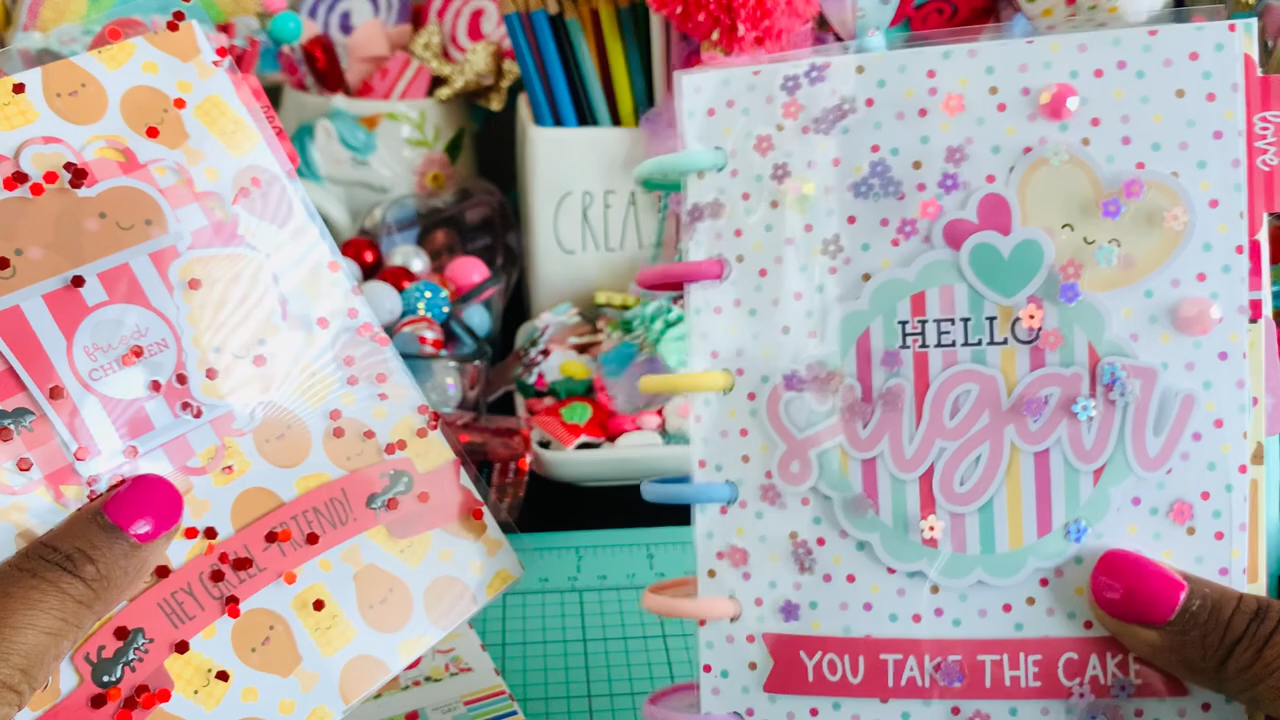 fried
CHICKEN
HEY GRILL-FRIEND!
CREA
HELLO
sugar
YOU TAKE THE CAKE
love